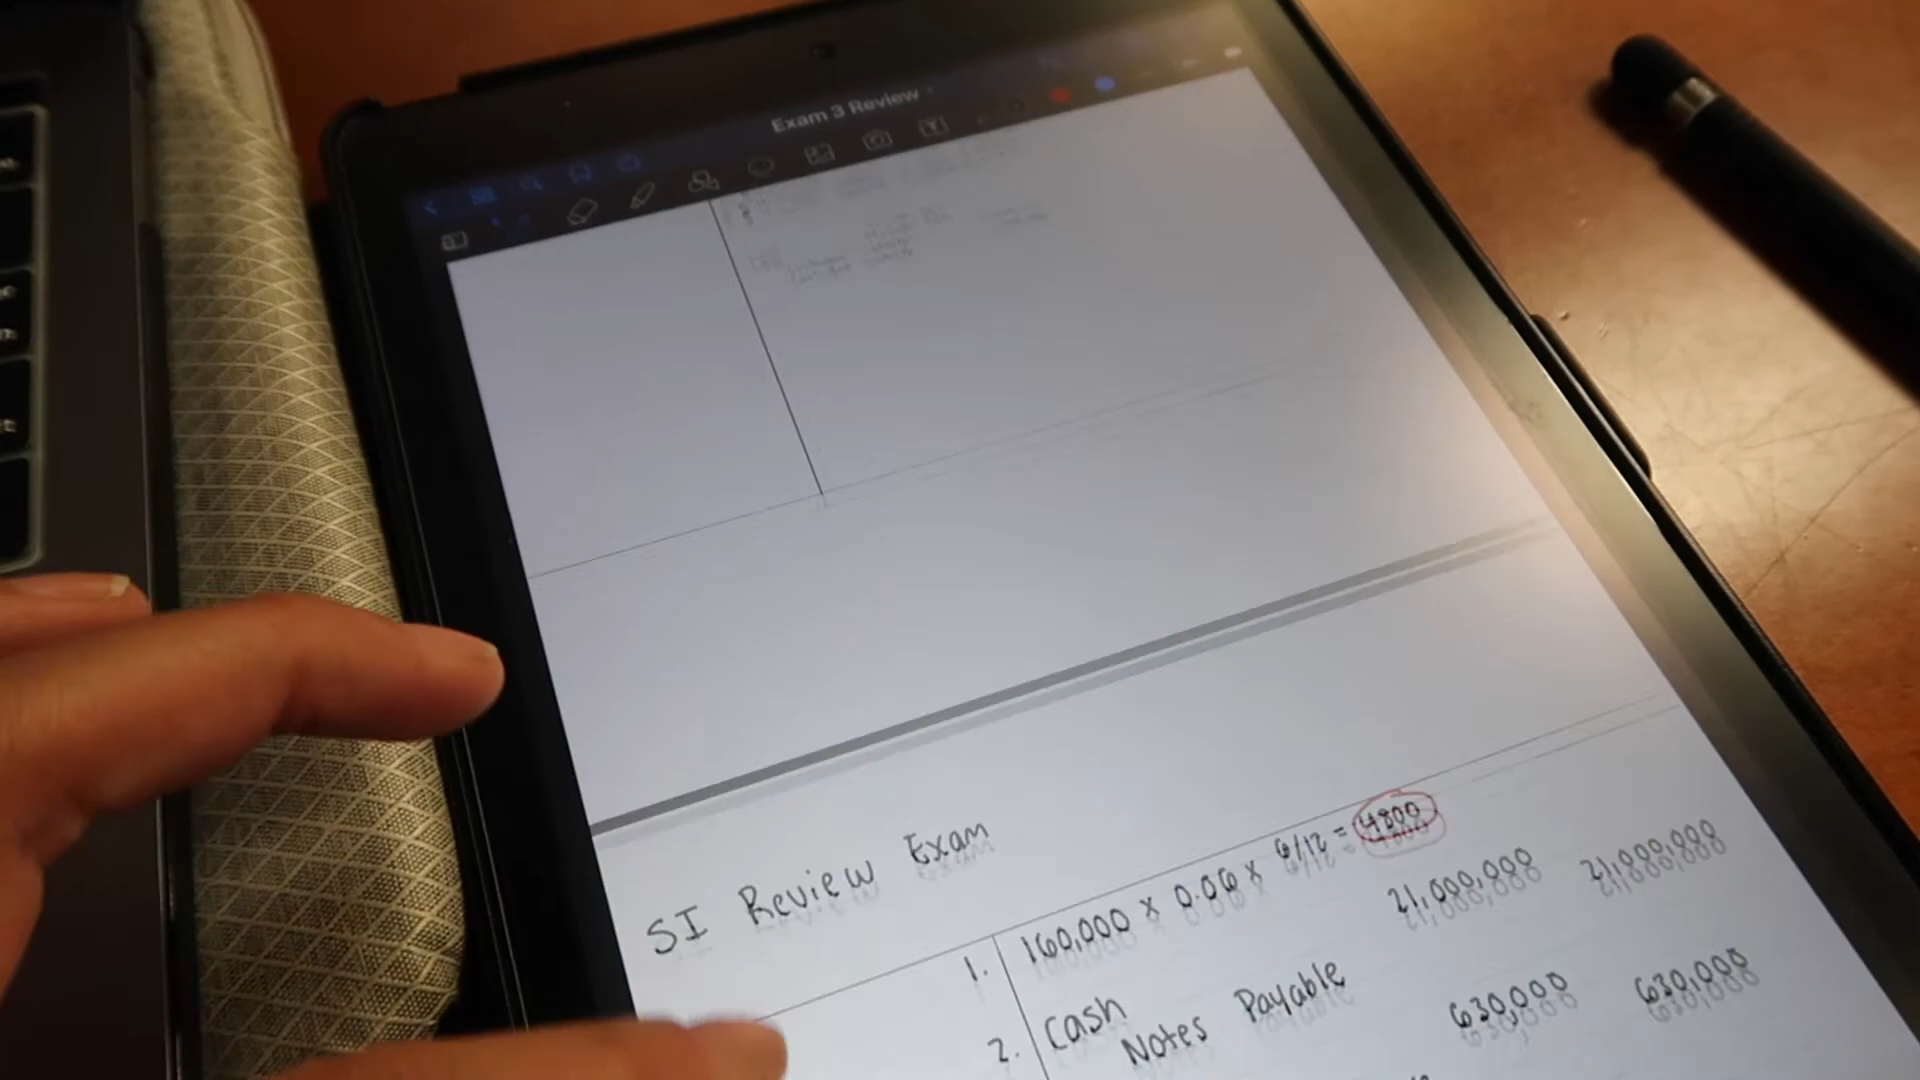 Exam 3 Review
SI Review Exam
1. 160,000 x 0.06 x 6/12 = 4800
2. Cash 21,000,000
Notes Payable 21,000,000
630,000
630,000